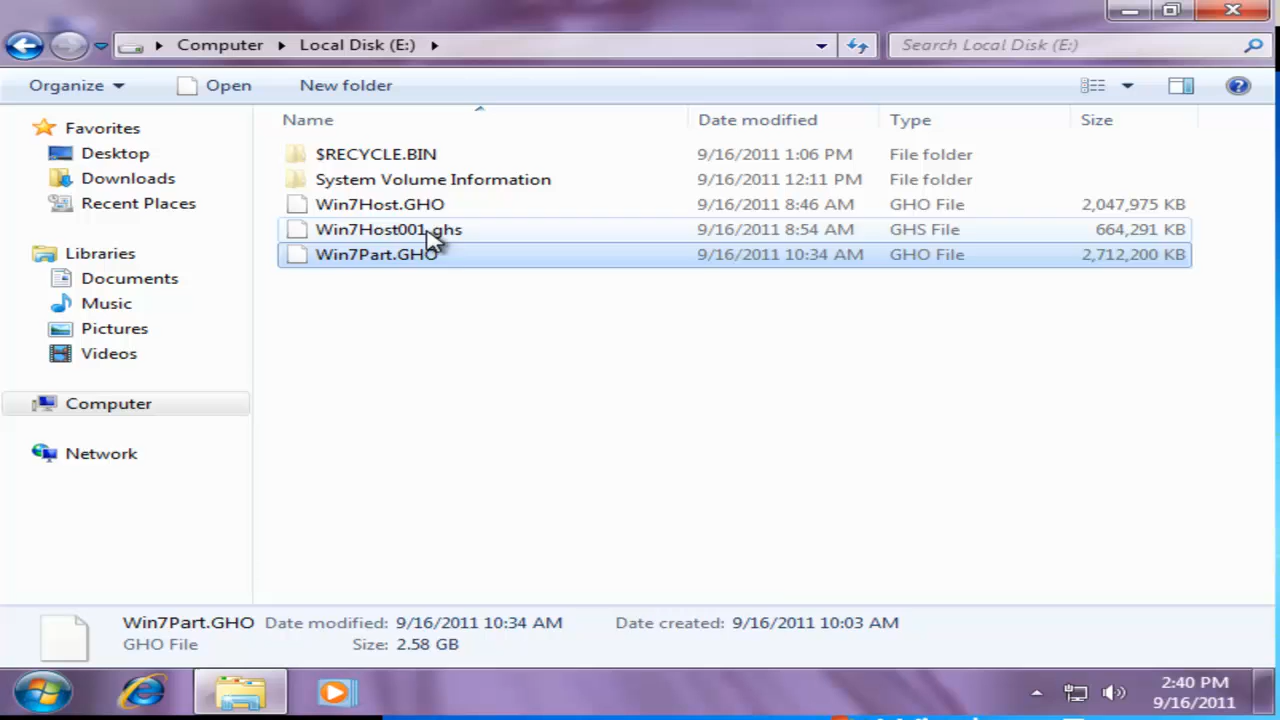 Computer Local Disk (E:) Search Local Disk (E:)
Organize Open New folder
Name Date modified Type Size
Favorites
Desktop
Downloads
Recent Places
Libraries
Documents
Music
Pictures
Videos
Computer
Network
$RECYCLE.BIN 9/16/2011 1:06 PM File folder
System Volume Information 9/16/2011 12:11 PM File folder
Win7Host.GHO 9/16/2011 8:46 AM GHO File 2,047,975 KB
Win7Host001.ghs 9/16/2011 8:54 AM GHS File 664,291 KB
Win7Part.GHO 9/16/2011 10:34 AM GHO File 2,712,200 KB
Win7Part.GHO Date modified: 9/16/2011 10:34 AM Date created: 9/16/2011 10:03 AM
GHO File Size: 2.58 GB
2:40 PM
9/16/2011